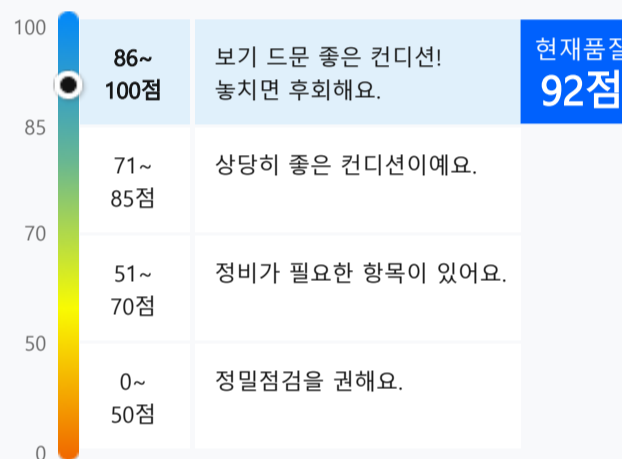 100
86~
100점
보기 드문 좋은 컨디션!
놓치면 후회해요.
현재품질
92점
85
71~
85점
상당히 좋은 컨디션이예요.
70
51~
70점
정비가 필요한 항목이 있어요.
50
0~
50점
정밀점검을 권해요.
0